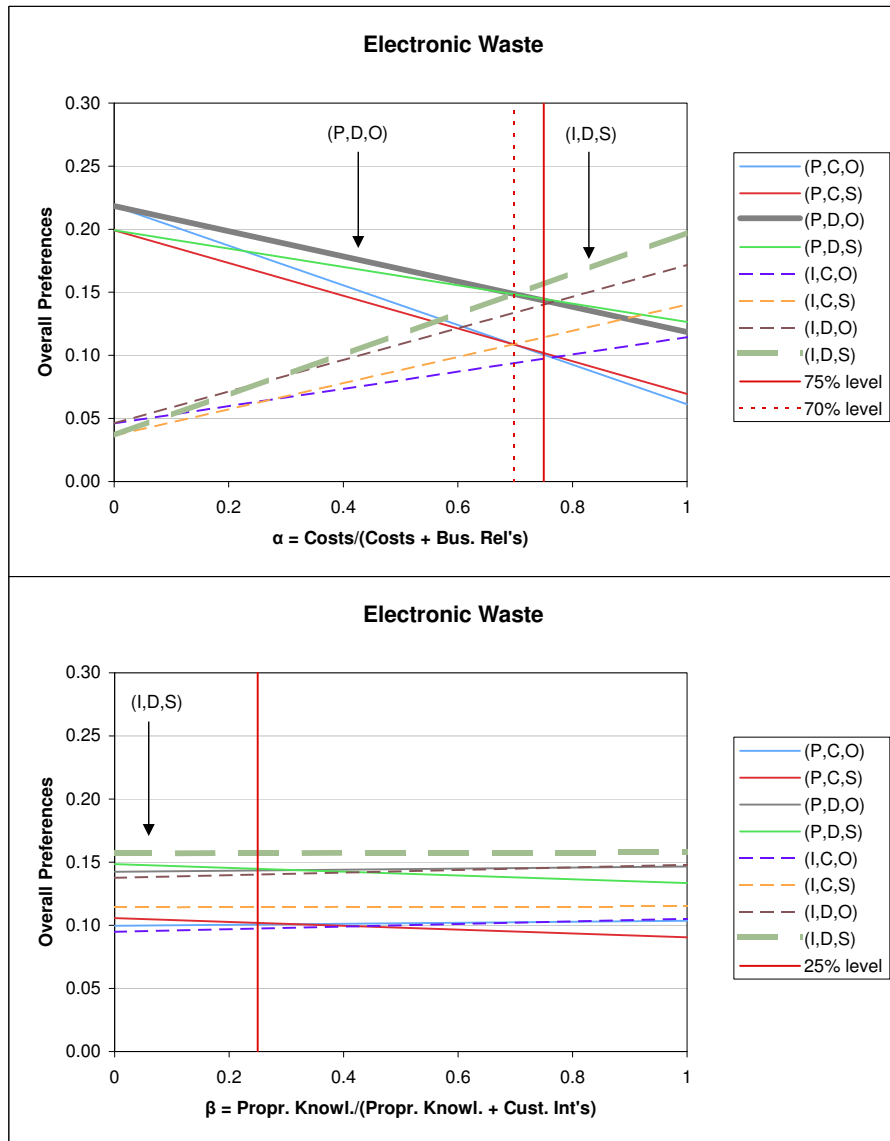 Electronic Waste
0.30
0.25
0.20
0.15
0.10
0.05
0.00
Overall Preferences
(P,D,O)
(I,D,S)
0
0.2
0.4
0.6
0.8
1
α = Costs/(Costs + Bus. Rel's)
(P,C,O)
(P,C,S)
(P,D,O)
(P,D,S)
(I,C,O)
(I,C,S)
(I,D,O)
(I,D,S)
75% level
70% level
Electronic Waste
0.30
0.25
0.20
0.15
0.10
0.05
0.00
Overall Preferences
(I,D,S)
0
0.2
0.4
0.6
0.8
1
β = Propr. Knowl./(Propr. Knowl. + Cust. Int's)
(P,C,O)
(P,C,S)
(P,D,O)
(P,D,S)
(I,C,O)
(I,C,S)
(I,D,O)
(I,D,S)
25% level